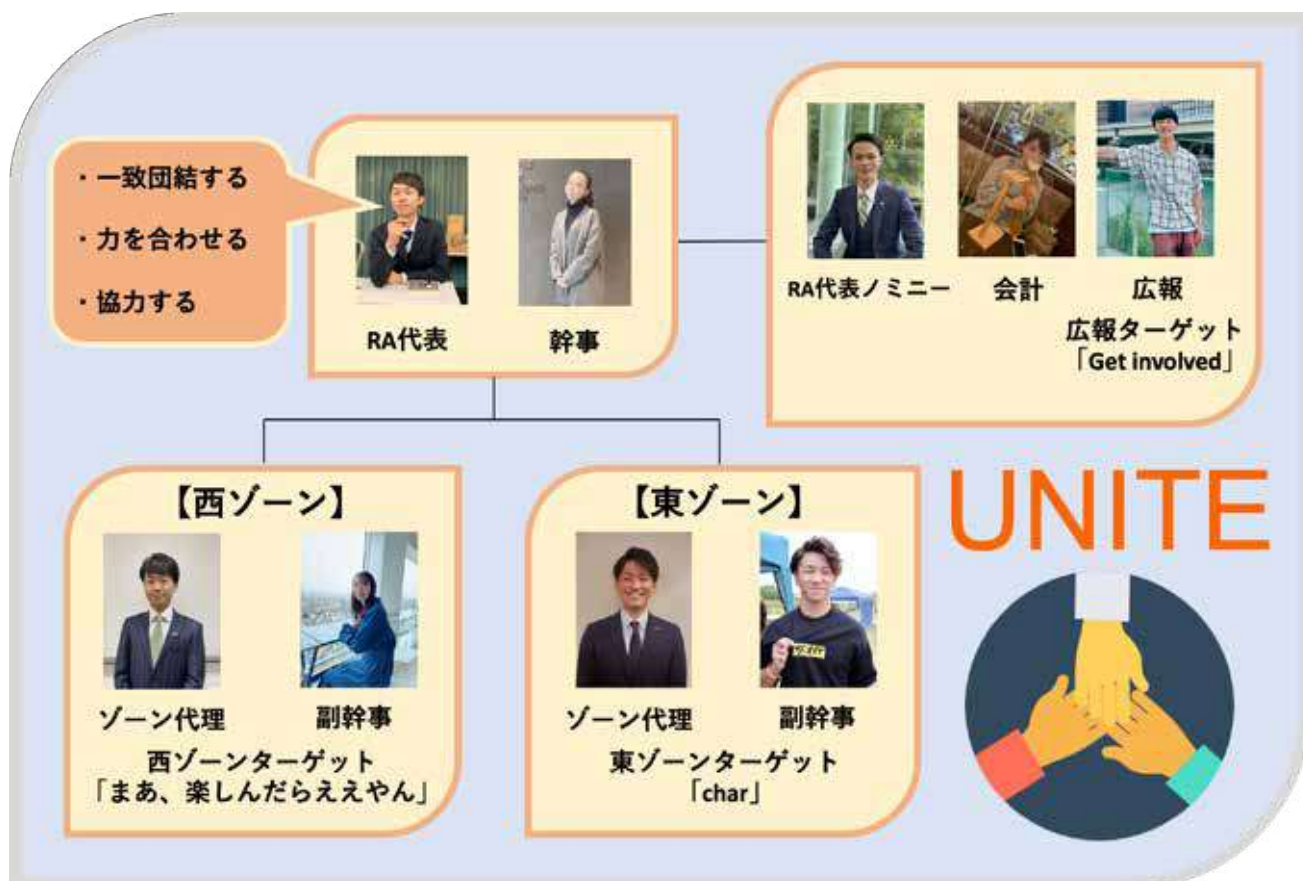 ・一致団結する
・力を合わせる
・協力する
RA代表
幹事
RA代表ノミニー
会計
広報
広報ターゲット
「Get involved」
【西ゾーン】
ゾーン代理
副幹事
西ゾーンターゲット
「まあ、楽しんだらええやん」
【東ゾーン】
ゾーン代理
副幹事
東ゾーンターゲット
「char」
UNITE